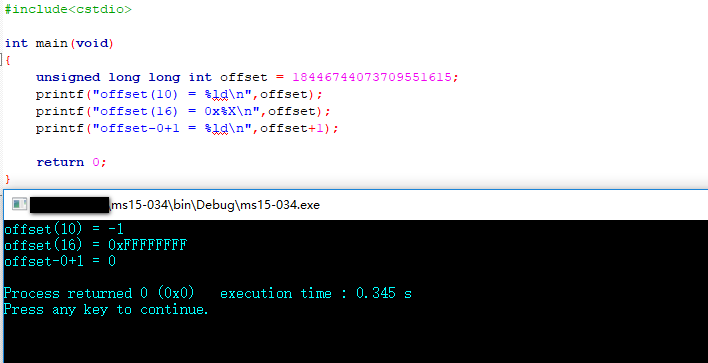 #include<cstdio>
int main(void)
{
unsigned long long int offset = 18446744073709551615;
printf("offset(10) = %ld\n",offset);
printf("offset(16) = 0x%X\n",offset);
printf("offset-0+1 = %ld\n",offset+1);
return 0;
}
\ms15-034\bin\Debug\ms15-034.exe
offset(10) = -1
offset(16) = 0xFFFFFFFF
offset-0+1 = 0
Process returned 0 (0x0)   execution time : 0.345 s
Press any key to continue.